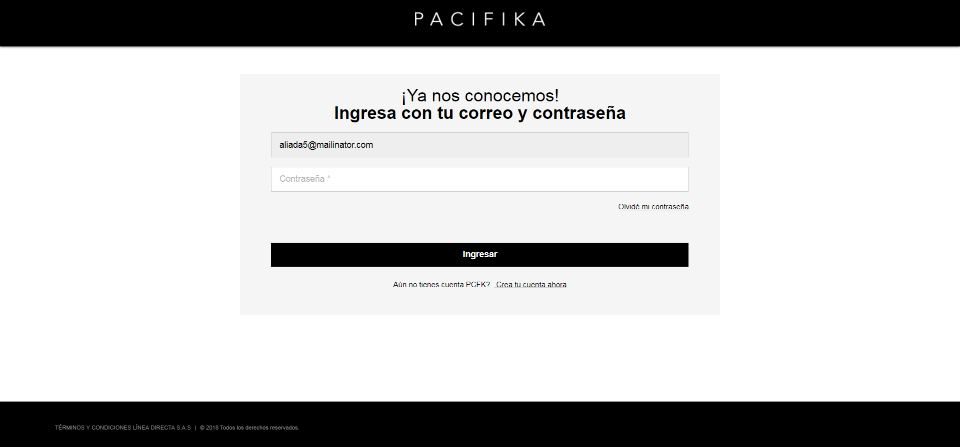 PACIFIKA
¡Ya nos conocemos!
Ingresa con tu correo y contraseña
aliada5@mailinator.com
Contraseña *
Olvidé mi contraseña
Ingresar
Aún no tienes cuenta PCFK? Crea tu cuenta ahora
TÉRMINOS Y CONDICIONES LÍNEA DIRECTA S.A.S | © 2018 Todos los derechos reservados.